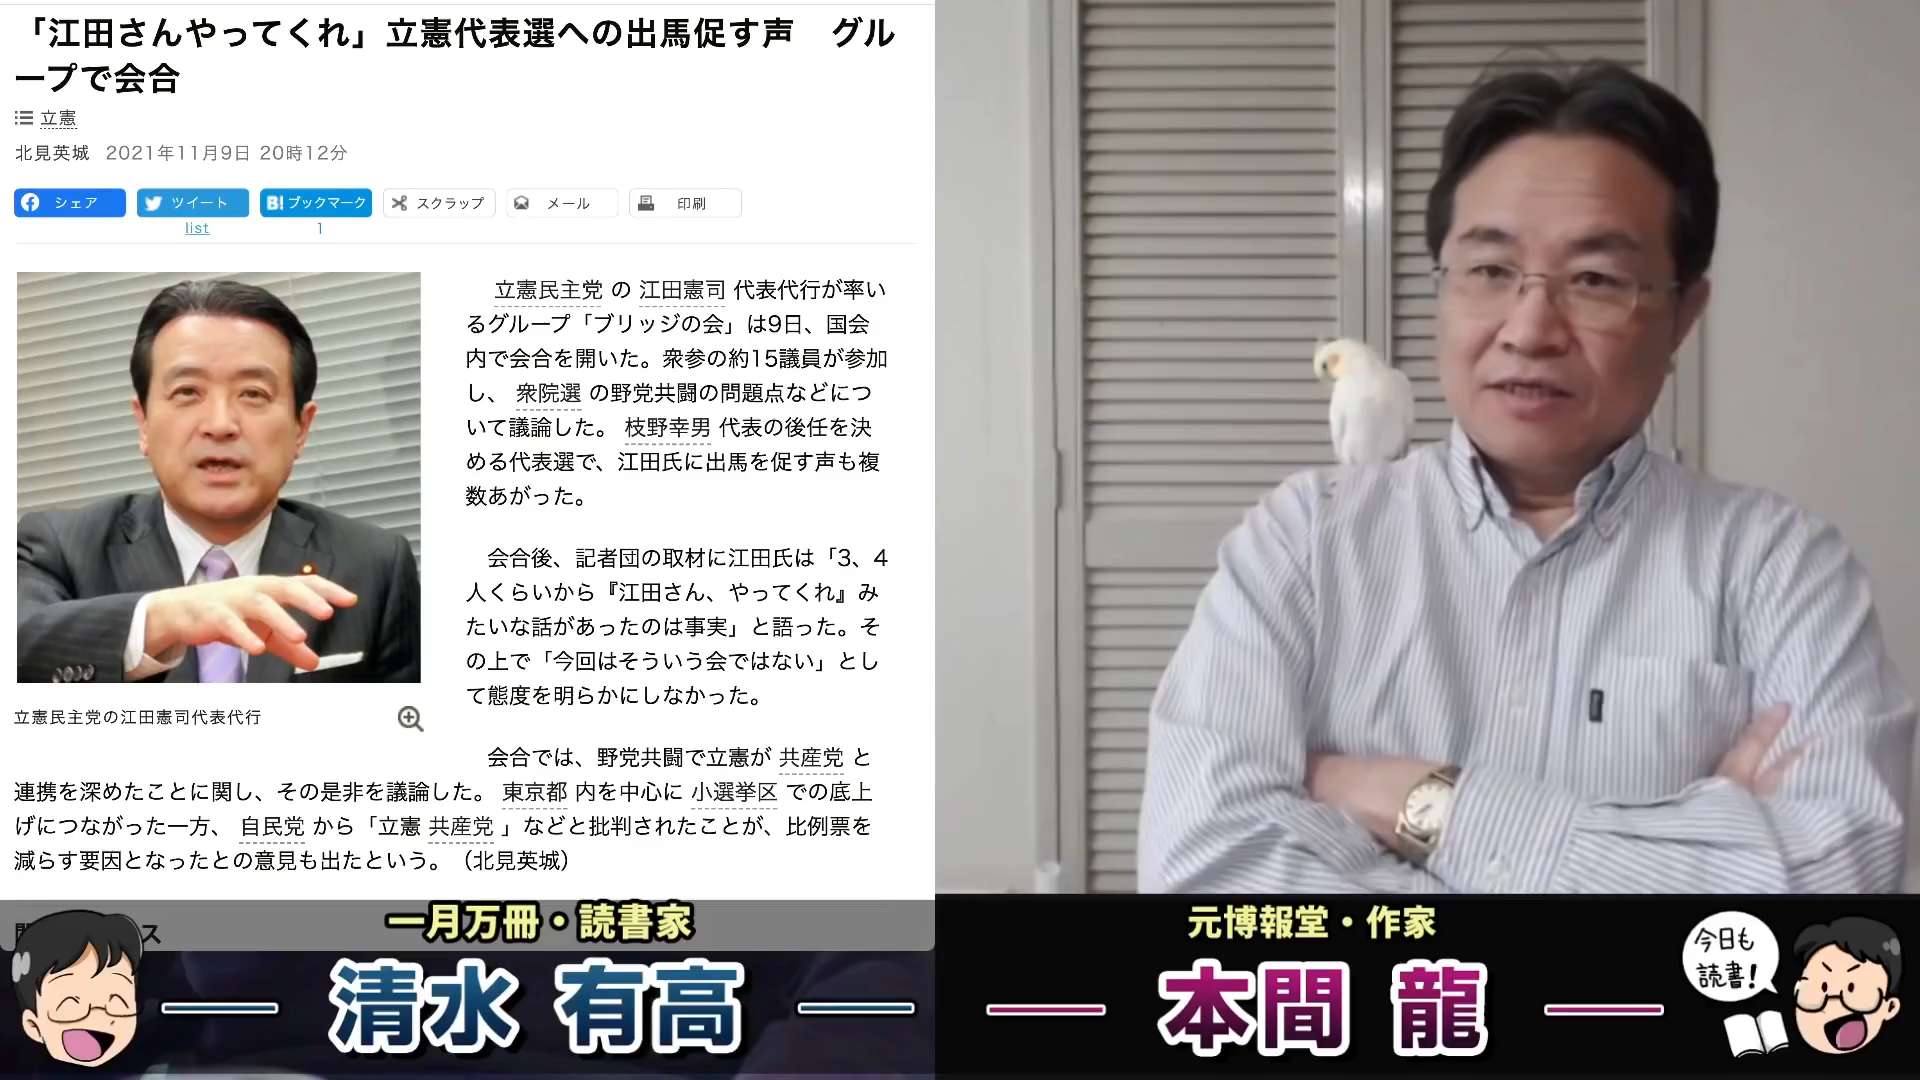 「江田さんやってくれ」立憲代表選への出馬促す声　グル
ープで会合
立憲
北見英城 2021年11月9日 20時12分
シェア
ツイート
B! ブックマーク
スクラップ
メール
印刷
list
1
立憲民主党 の 江田憲司 代表代行が率い
るグループ「ブリッジの会」は9日、国会
内で会合を開いた。衆参の約15議員が参加
し、 衆院選 の野党共闘の問題点などにつ
いて議論した。 枝野幸男 代表の後任を決
める代表選で、江田氏に出馬を促す声も複
数あがった。
会合後、記者団の取材に江田氏は「3、4
人くらいから『江田さん、やってくれ』み
たいな話があったのは事実」と語った。そ
の上で「今回はそういう会ではない」とし
て態度を明らかにしなかった。
立憲民主党の江田憲司代表代行
会合では、野党共闘で立憲が 共産党 と
連携を深めたことに関し、その是非を議論した。 東京都 内を中心に 小選挙区 での底上
げにつながった一方、 自民党 から「立憲 共産党 」などと批判されたことが、比例票を
減らす要因となったとの意見も出たという。（北見英城）
一月万冊・読書家
清水 有高
元博報堂・作家
本間 龍
今日も
読書!